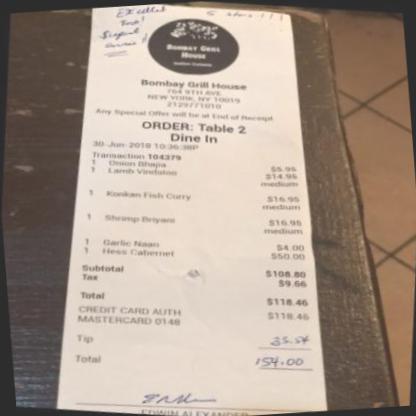 Excellent 5 stars!!!
Food!
Superb
Service!
BOMBAY GRILL
HOUSE
Bombay Grill House
764 9TH AVE
NEW YORK, NY 10019
2129771010
Any Special Offer will be at End of Receipt
ORDER: Table 2
Dine In
30-Jun-2018 10:36:38P
Transaction 104379
1 Onion Bhajia $5.95
1 Lamb Vindaloo $14.95
medium
1 Konkan Fish Curry $16.95
medium
1 Shrimp Briyani $16.95
medium
1 Garlic Naan $4.00
1 Hess Cabernet $50.00
Subtotal $108.80
Tax $9.66
Total $118.46
CREDIT CARD AUTH $118.46
MASTERCARD 0148
Tip 35.54
Total 154.00
EDWIN ALEXANDER